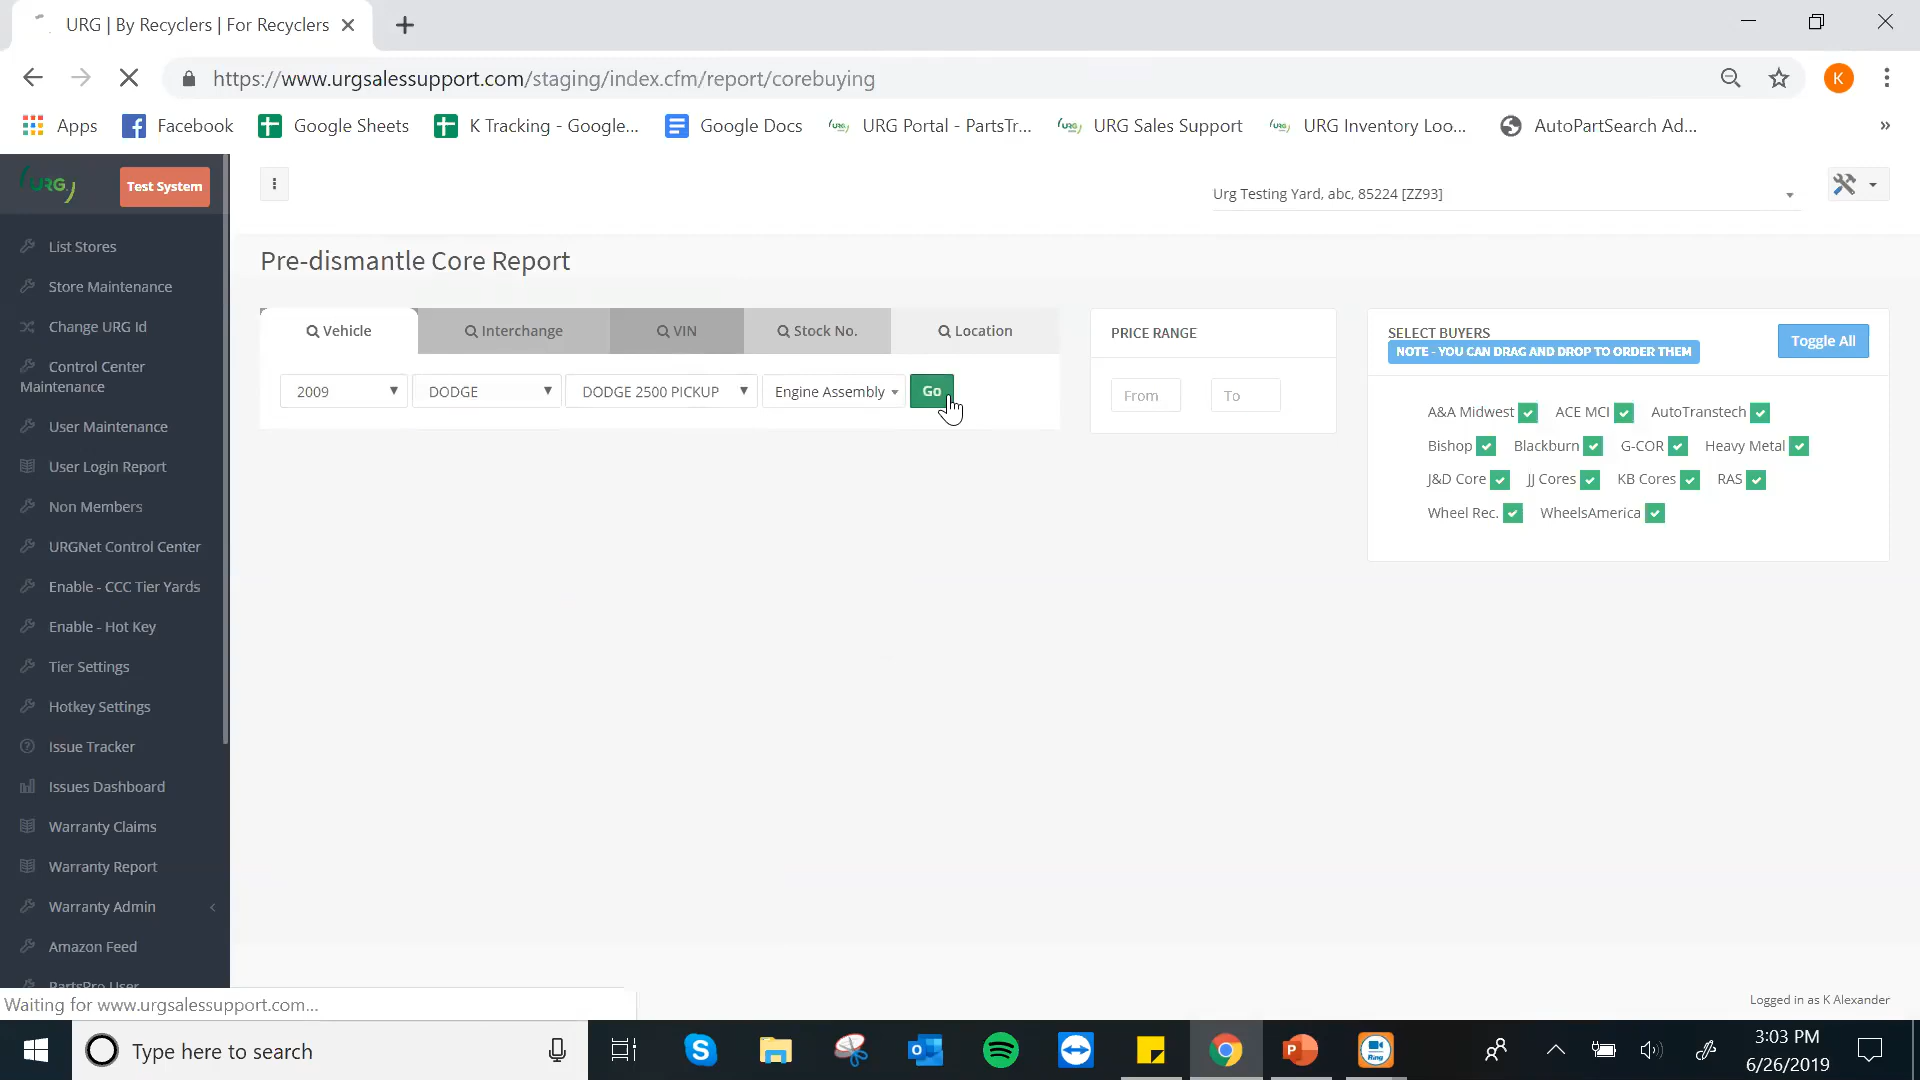 URG | By Recyclers | For Recyclers
https://www.urgsalessupport.com/staging/index.cfm/report/corebuying
K
Apps Facebook Google Sheets K Tracking - Google... Google Docs URG Portal - PartsTr... URG Sales Support URG Inventory Loo... AutoPartSearch Ad... »
URG Test System
Urg Testing Yard, abc, 85224 [ZZ93]
List Stores
Store Maintenance
Change URG Id
Control Center
Maintenance
User Maintenance
User Login Report
Non Members
URGNet Control Center
Enable - CCC Tier Yards
Enable - Hot Key
Tier Settings
Hotkey Settings
Issue Tracker
Issues Dashboard
Warranty Claims
Warranty Report
Warranty Admin
Amazon Feed
PartsPro User
Pre-dismantle Core Report
Vehicle Interchange VIN Stock No. Location
2009 DODGE DODGE 2500 PICKUP Engine Assembly Go
PRICE RANGE
From To
SELECT BUYERS
NOTE - YOU CAN DRAG AND DROP TO ORDER THEM
Toggle All
A&A Midwest ACE MCI AutoTranstech
Bishop Blackburn G-COR Heavy Metal
J&D Core JJ Cores KB Cores RAS
Wheel Rec. WheelsAmerica
Waiting for www.urgsalessupport.com...
Logged in as K Alexander
Type here to search
Ring
3:03 PM
6/26/2019